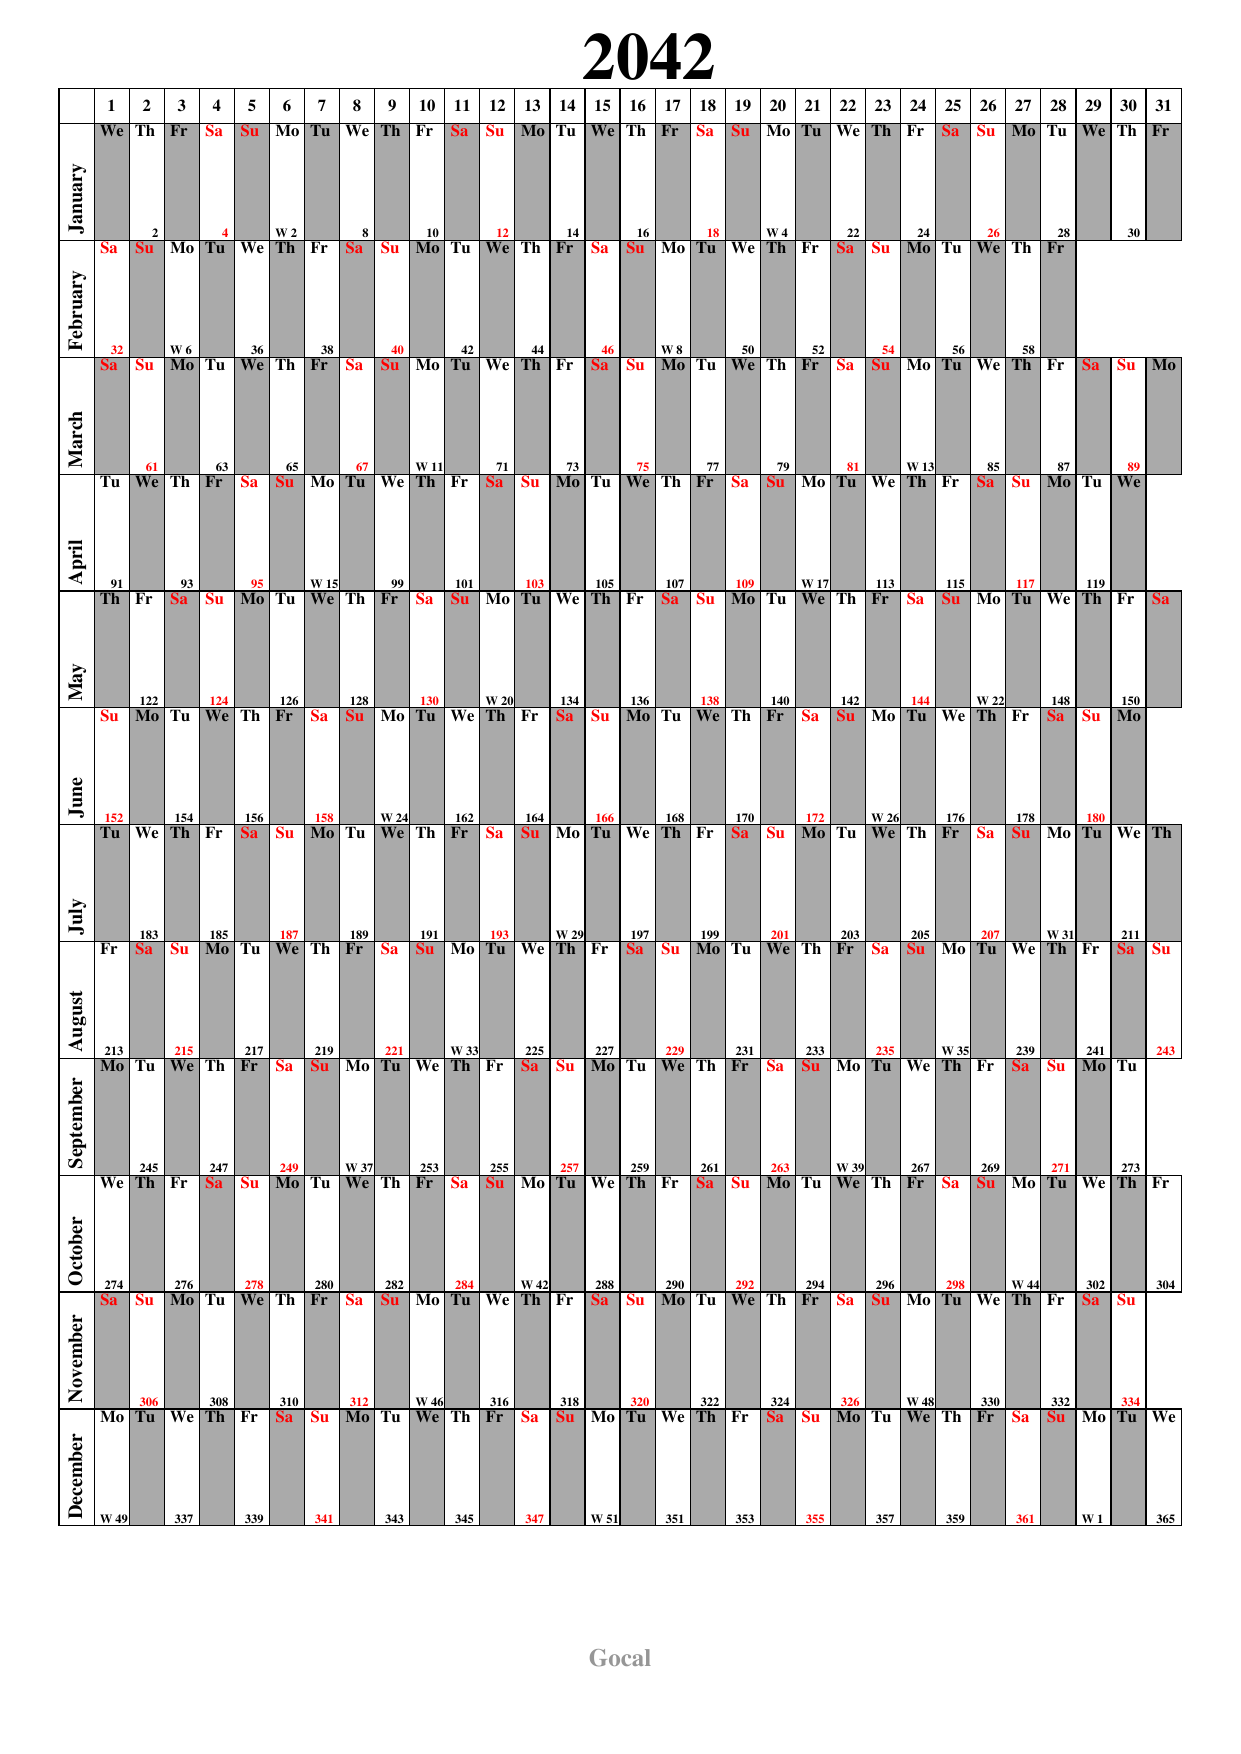 2042
1 2 3 4 5 6 7 8 9 10 11 12 13 14 15 16 17 18 19 20 21 22 23 24 25 26 27 28 29 30 31
January
We Th Fr Sa Su Mo Tu We Th Fr Sa Su Mo Tu We Th Fr Sa Su Mo Tu We Th Fr Sa Su Mo Tu We Th Fr
2 4 W 2 8 10 12 14 16 18 W 4 22 24 26 28 30
February
Sa Su Mo Tu We Th Fr Sa Su Mo Tu We Th Fr Sa Su Mo Tu We Th Fr Sa Su Mo Tu We Th Fr
32 W 6 36 38 40 42 44 46 W 8 50 52 54 56 58
March
Sa Su Mo Tu We Th Fr Sa Su Mo Tu We Th Fr Sa Su Mo Tu We Th Fr Sa Su Mo Tu We Th Fr Sa Su Mo
61 63 65 67 W 11 71 73 75 77 79 81 W 13 85 87 89
April
Tu We Th Fr Sa Su Mo Tu We Th Fr Sa Su Mo Tu We Th Fr Sa Su Mo Tu We Th Fr Sa Su Mo Tu We
91 93 95 W 15 99 101 103 105 107 109 W 17 113 115 117 119
May
Th Fr Sa Su Mo Tu We Th Fr Sa Su Mo Tu We Th Fr Sa Su Mo Tu We Th Fr Sa Su Mo Tu We Th Fr Sa
122 124 126 128 130 W 20 134 136 138 140 142 144 W 22 148 150
June
Su Mo Tu We Th Fr Sa Su Mo Tu We Th Fr Sa Su Mo Tu We Th Fr Sa Su Mo Tu We Th Fr Sa Su Mo
152 154 156 158 W 24 162 164 166 168 170 172 W 26 176 178 180
July
Tu We Th Fr Sa Su Mo Tu We Th Fr Sa Su Mo Tu We Th Fr Sa Su Mo Tu We Th Fr Sa Su Mo Tu We Th
183 185 187 189 191 193 W 29 197 199 201 203 205 207 W 31 211
August
Fr Sa Su Mo Tu We Th Fr Sa Su Mo Tu We Th Fr Sa Su Mo Tu We Th Fr Sa Su Mo Tu We Th Fr Sa Su
213 215 217 219 221 W 33 225 227 229 231 233 235 W 35 239 241 243
September
Mo Tu We Th Fr Sa Su Mo Tu We Th Fr Sa Su Mo Tu We Th Fr Sa Su Mo Tu We Th Fr Sa Su Mo Tu
245 247 249 W 37 253 255 257 259 261 263 W 39 267 269 271 273
October
We Th Fr Sa Su Mo Tu We Th Fr Sa Su Mo Tu We Th Fr Sa Su Mo Tu We Th Fr Sa Su Mo Tu We Th Fr
274 276 278 280 282 284 W 42 288 290 292 294 296 298 W 44 302 304
November
Sa Su Mo Tu We Th Fr Sa Su Mo Tu We Th Fr Sa Su Mo Tu We Th Fr Sa Su Mo Tu We Th Fr Sa Su
306 308 310 312 W 46 316 318 320 322 324 326 W 48 330 332 334
December
Mo Tu We Th Fr Sa Su Mo Tu We Th Fr Sa Su Mo Tu We Th Fr Sa Su Mo Tu We Th Fr Sa Su Mo Tu We
W 49 337 339 341 343 345 347 W 51 351 353 355 357 359 361 W 1 365
Gocal